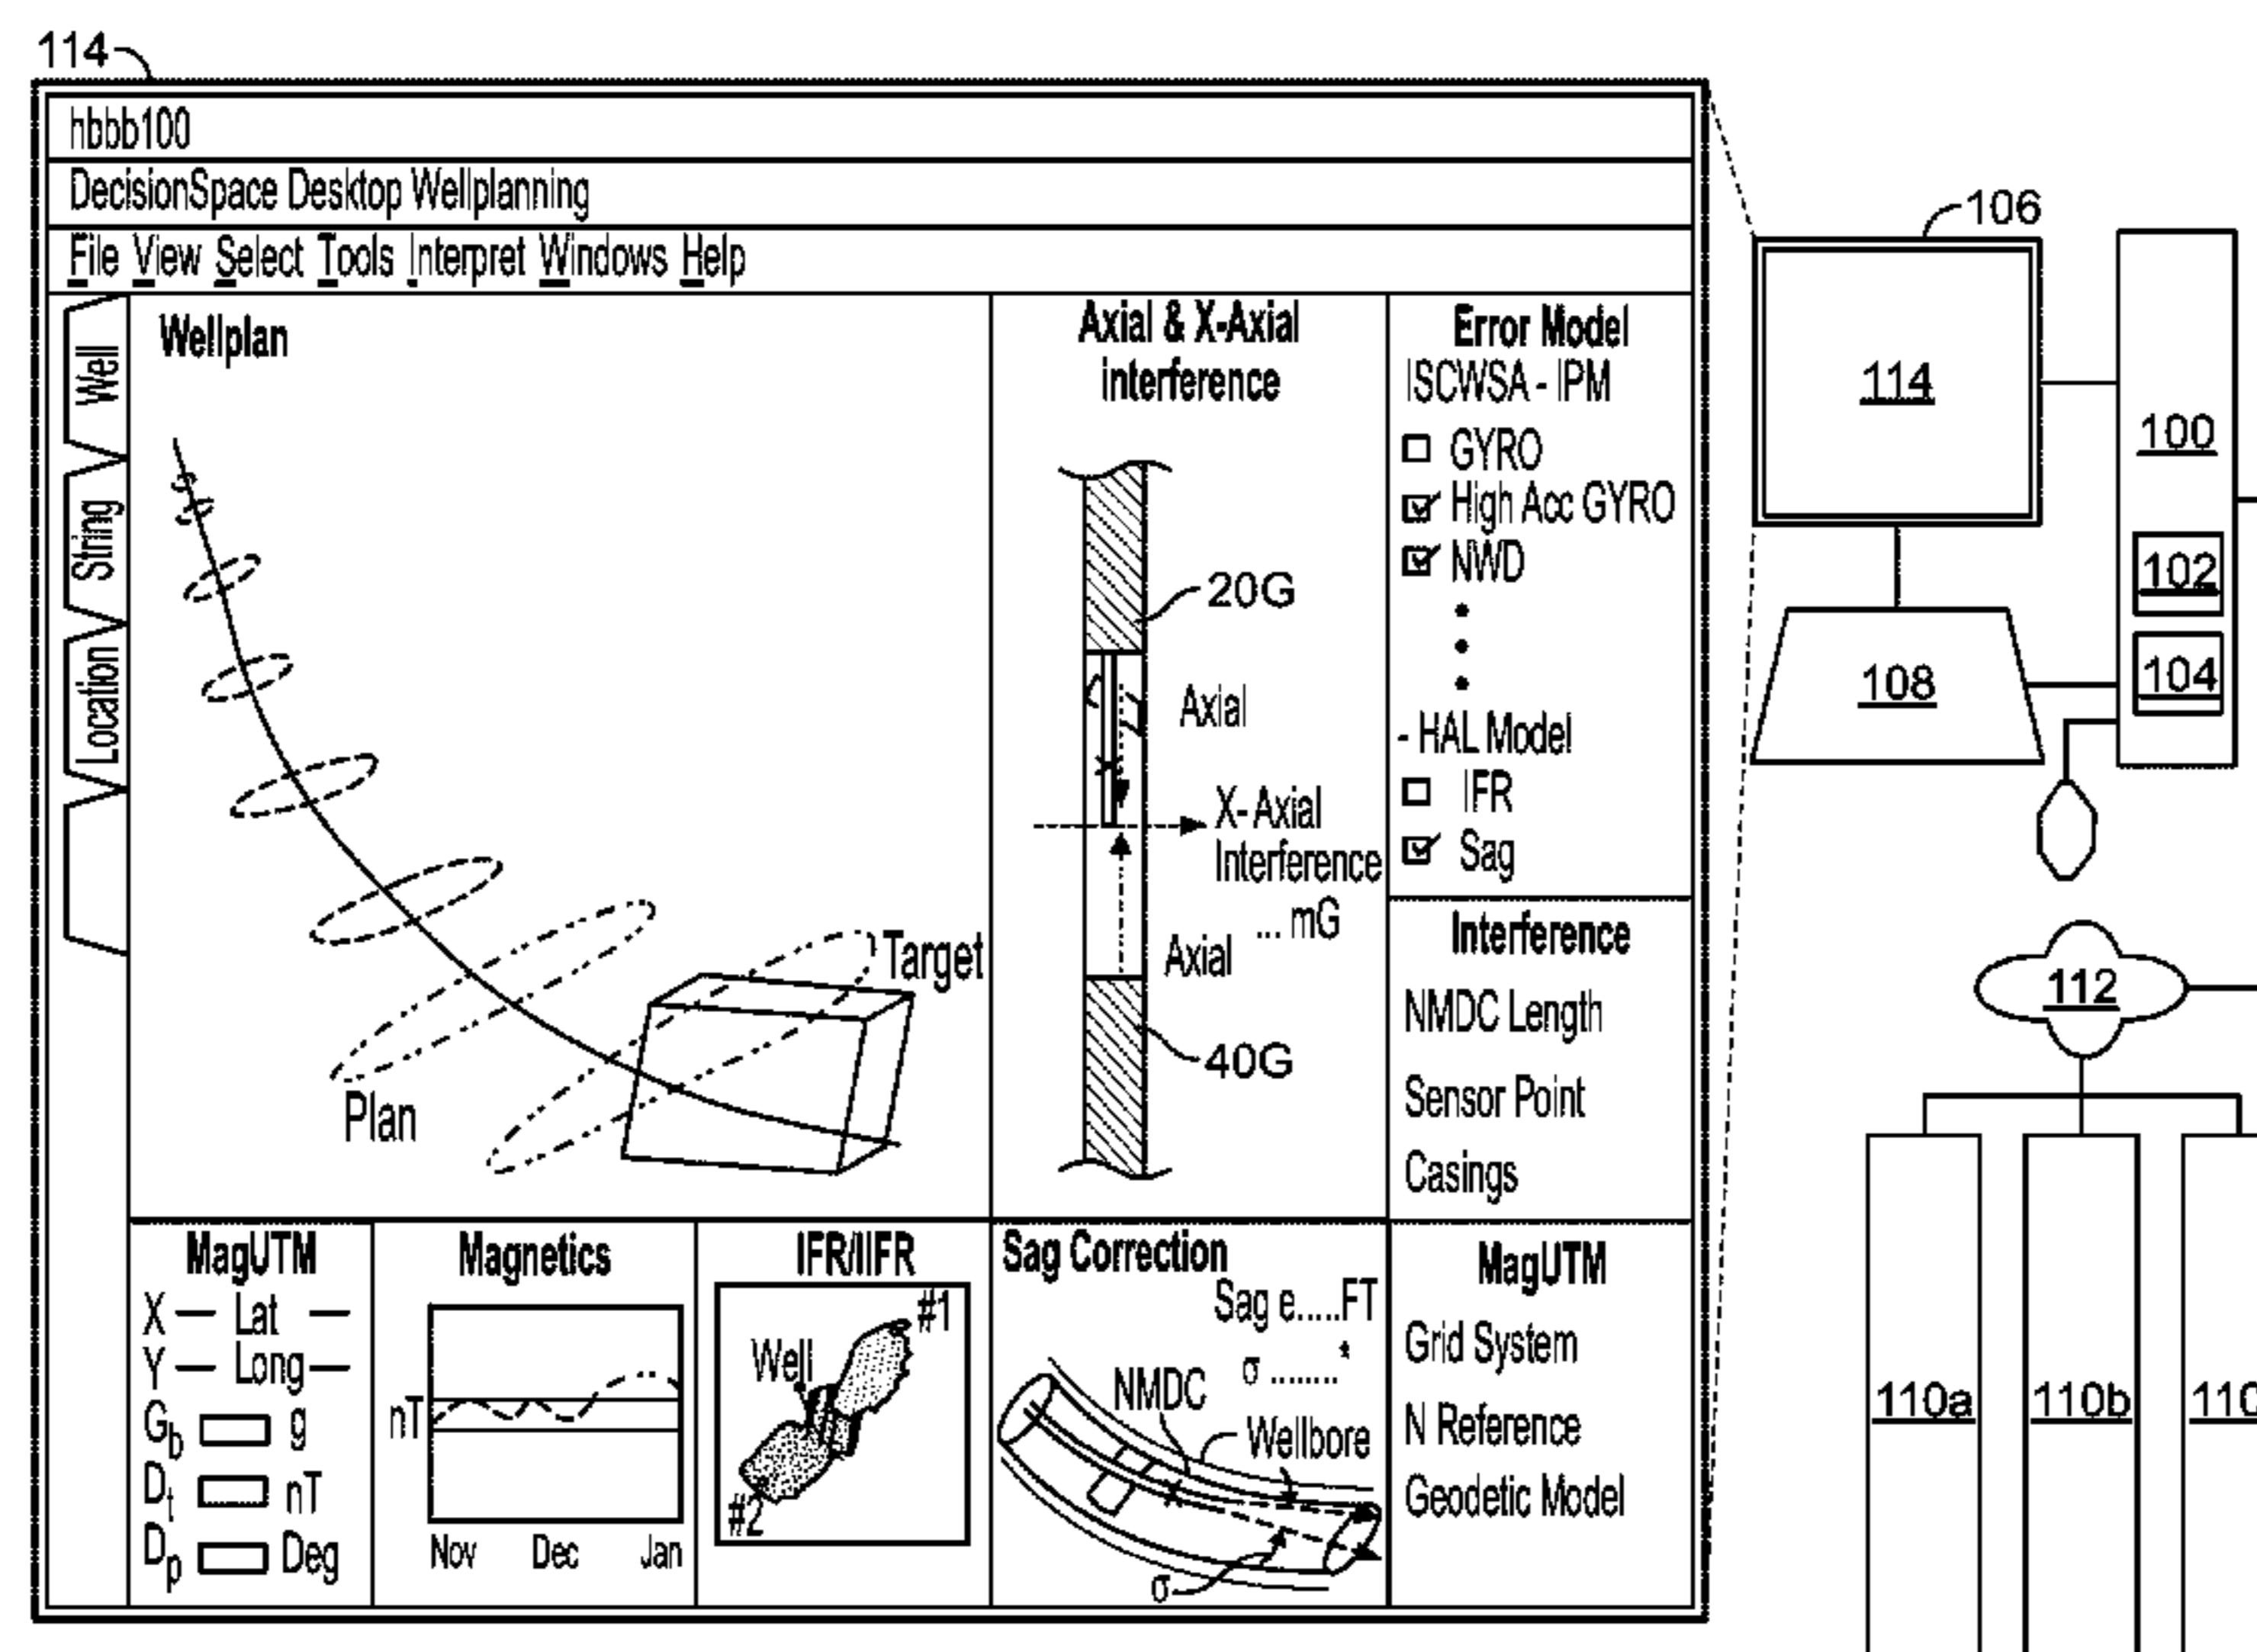 114
hbbb100
DecisionSpace Desktop Wellplanning
File View Select Tools Interpret Windows Help
Well
String
Location
Wellplan
Target
Plan
Axial & X-Axial
interference
20G
Axial
X-Axial
Interference
... mG
Axial
40G
Error Model
ISCWSA - IPM
GYRO
High Acc GYRO
NWD
- HAL Model
IFR
Sag
Interference
NMDC Length
Sensor Point
Casings
MagUTM
X — Lat —
Y — Long —
Gb g
Dt nT
Dp Deg
Magnetics
nT
Nov Dec Jan
IFR/IIFR
#1
Well
#2
Sag Correction
Sag e.....FT
σ ........ *
NMDC
Wellbore
σ
MagUTM
Grid System
N Reference
Geodetic Model
106
114
100
102
104
108
112
110a 110b